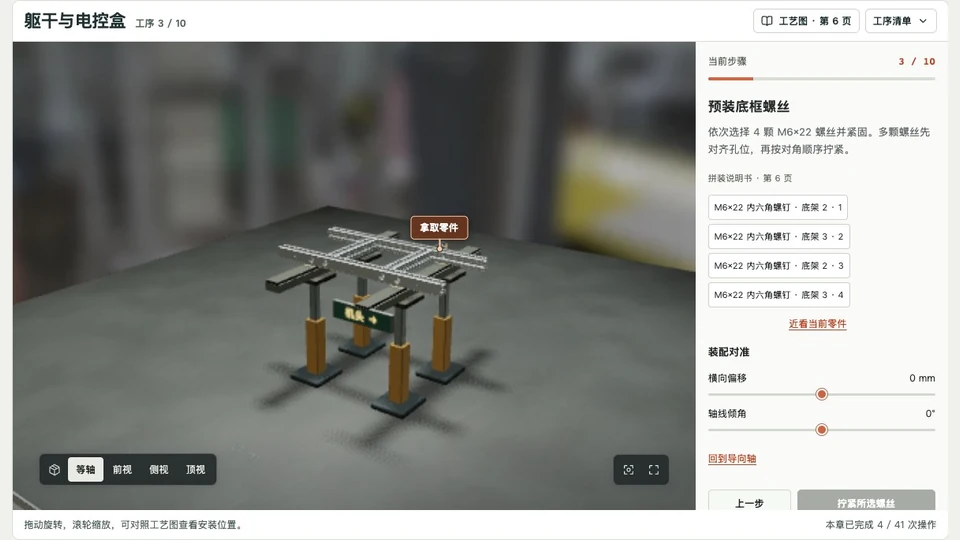 躯干与电控盒 工序 3 / 10
工艺图 · 第 6 页
工序清单
当前步骤 3 / 10
预装底框螺丝
依次选择 4 颗 M6×22 螺丝并紧固。多颗螺丝先
对齐孔位，再按对角顺序拧紧。
拼装说明书 · 第 6 页
M6×22 内六角螺钉 · 底架 2 · 1
M6×22 内六角螺钉 · 底架 3 · 2
M6×22 内六角螺钉 · 底架 2 · 3
M6×22 内六角螺钉 · 底架 3 · 4
近看当前零件
装配对准
横向偏移 0 mm
轴线倾角 0°
回到导向轴
上一步
拧紧所选螺丝
拿取零件
机头 →
等轴
前视
侧视
顶视
拖动旋转，滚轮缩放，可对照工艺图查看安装位置。
本章已完成 4 / 41 次操作